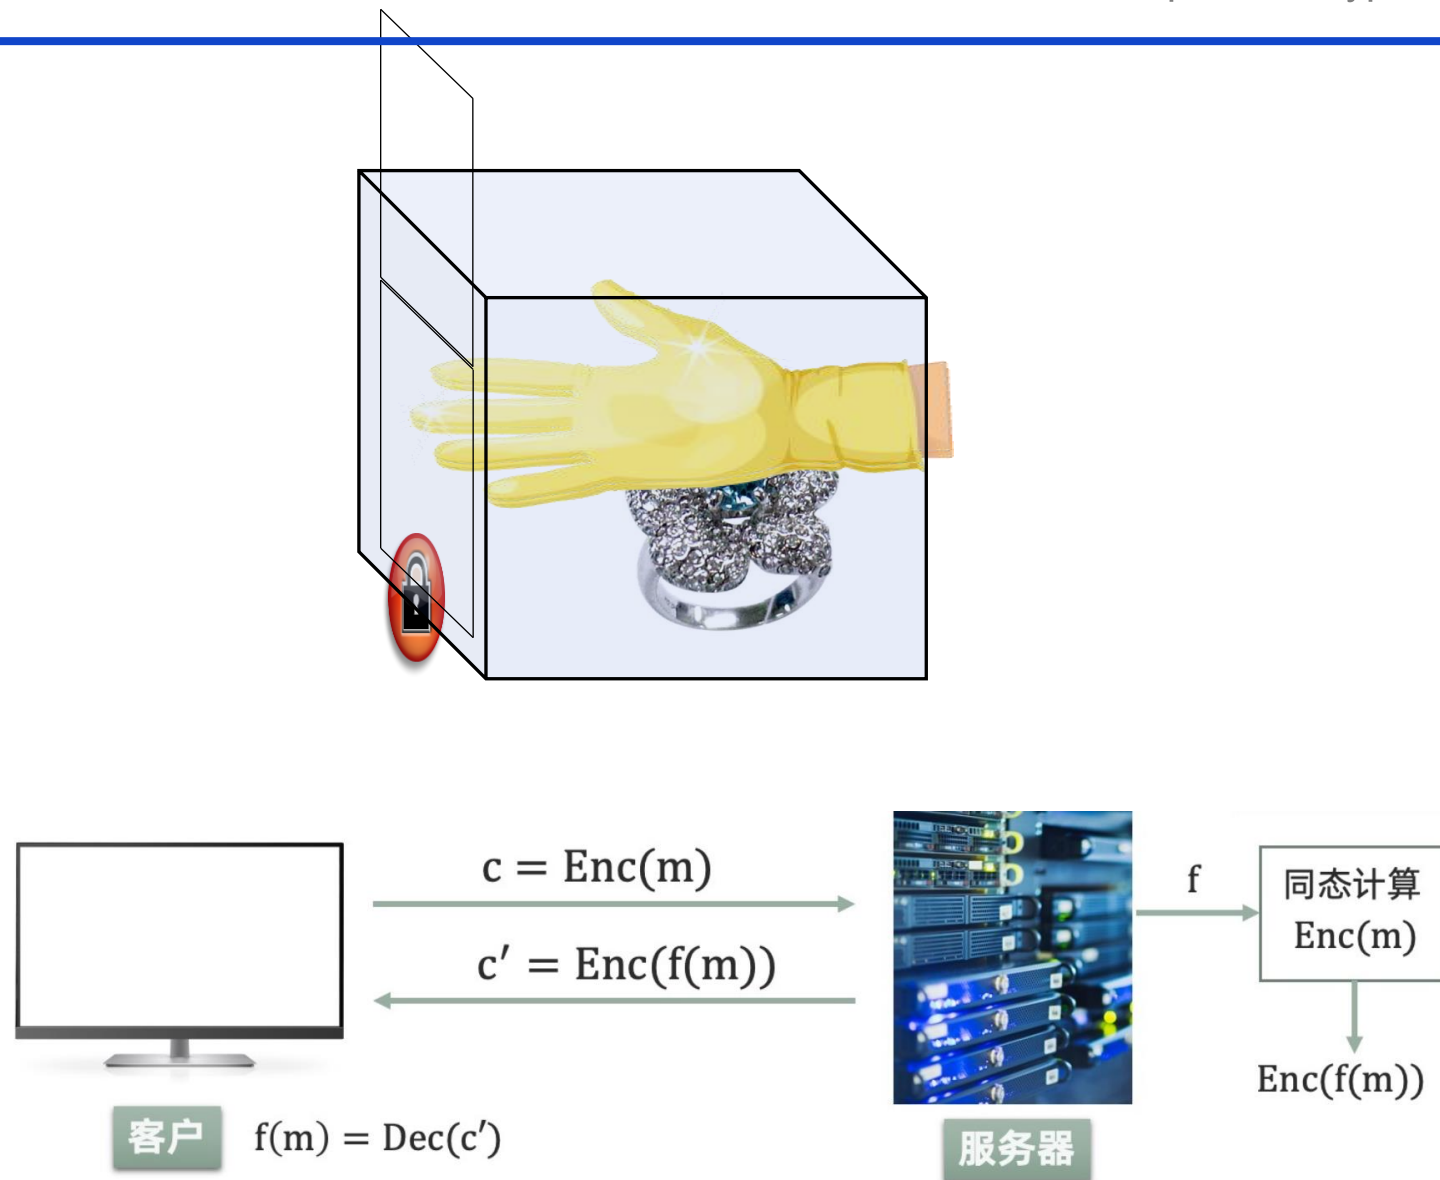 c = Enc(m)
c′ = Enc(f(m))
f
同态计算
Enc(m)
Enc(f(m))
客户
f(m) = Dec(c′)
服务器